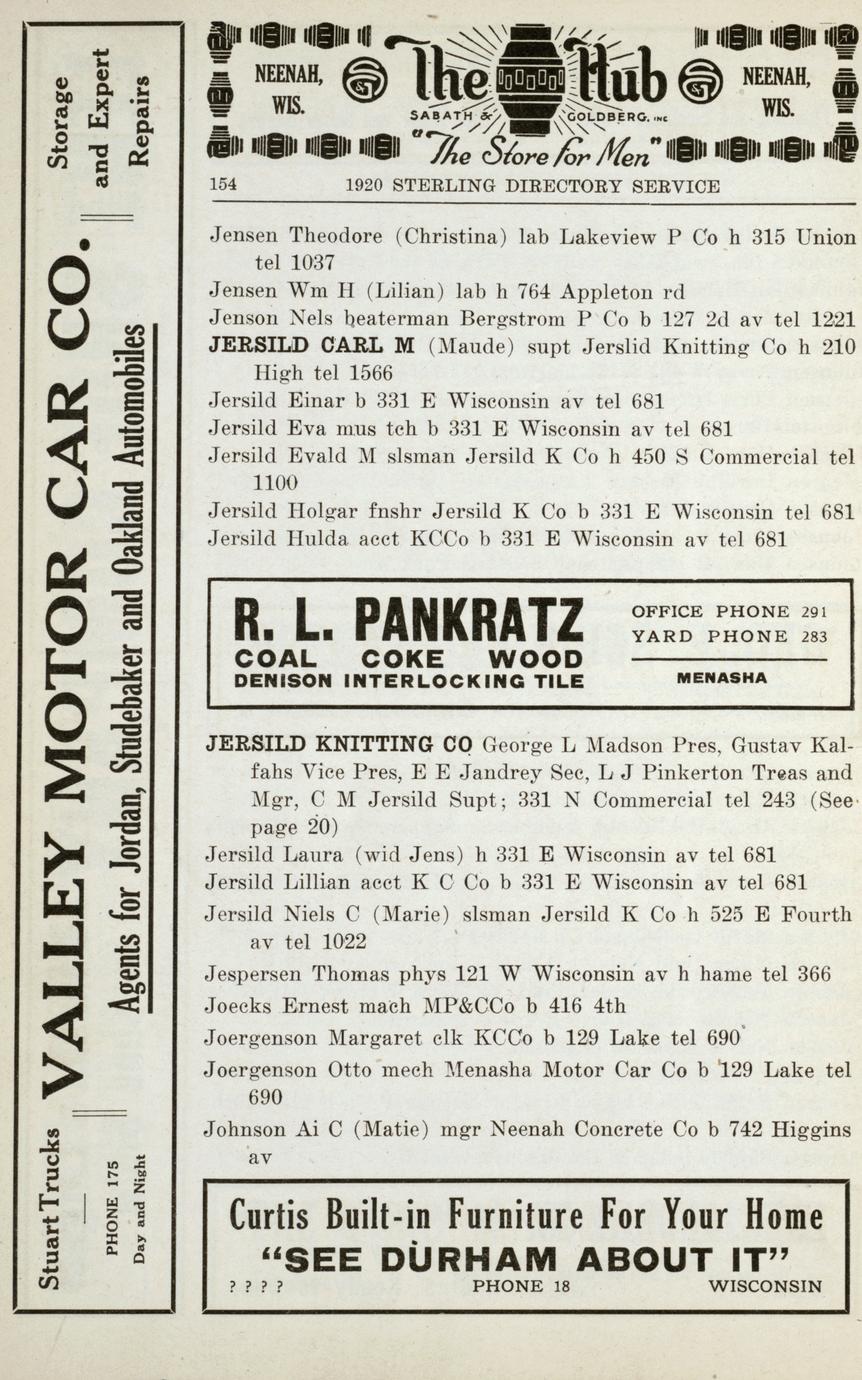 Storage
and Expert
Repairs
VALLEY MOTOR CAR CO.
Agents for Jordan, Studebaker and Oakland Automobiles
Stuart Trucks
PHONE 175
Day and Night
NEENAH,
WIS.
The Hub
SABATH & GOLDBERG. INC
"The Store for Men"
NEENAH,
WIS.
154 1920 STERLING DIRECTORY SERVICE
Jensen Theodore (Christina) lab Lakeview P Co h 315 Union
tel 1037
Jensen Wm H (Lilian) lab h 764 Appleton rd
Jenson Nels beaterman Bergstrom P Co b 127 2d av tel 1221
JERSILD CARL M (Maude) supt Jerslid Knitting Co h 210
High tel 1566
Jersild Einar b 331 E Wisconsin av tel 681
Jersild Eva mus tch b 331 E Wisconsin av tel 681
Jersild Evald M slsman Jersild K Co h 450 S Commercial tel
1100
Jersild Holgar fnshr Jersild K Co b 331 E Wisconsin tel 681
Jersild Hulda acct KCCo b 331 E Wisconsin av tel 681
R. L. PANKRATZ
COAL COKE WOOD
DENISON INTERLOCKING TILE
OFFICE PHONE 291
YARD PHONE 283
MENASHA
JERSILD KNITTING CO George L Madson Pres, Gustav Kal-
fahs Vice Pres, E E Jandrey Sec, L J Pinkerton Treas and
Mgr, C M Jersild Supt; 331 N Commercial tel 243 (See
page 20)
Jersild Laura (wid Jens) h 331 E Wisconsin av tel 681
Jersild Lillian acct K C Co b 331 E Wisconsin av tel 681
Jersild Niels C (Marie) slsman Jersild K Co h 525 E Fourth
av tel 1022
Jespersen Thomas phys 121 W Wisconsin av h hame tel 366
Joecks Ernest mach MP&CCo b 416 4th
Joergenson Margaret clk KCCo b 129 Lake tel 690
Joergenson Otto mech Menasha Motor Car Co b 129 Lake tel
690
Johnson Ai C (Matie) mgr Neenah Concrete Co b 742 Higgins
av
Curtis Built-in Furniture For Your Home
"SEE DURHAM ABOUT IT"
? ? ? ? PHONE 18 WISCONSIN